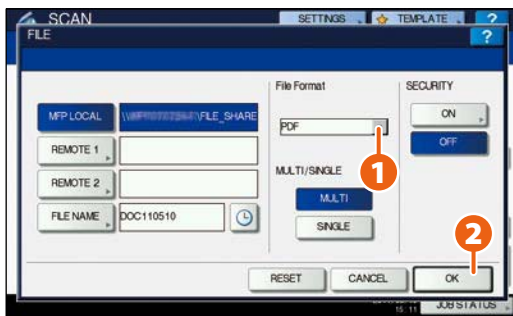 SCAN
SETTINGS
TEMPLATE
?
FILE
?
File Format
SECURITY
MFP LOCAL
\FILE_SHARE
PDF
ON
OFF
REMOTE 1
1
MULTI/SINGLE
REMOTE 2
MULTI
FILE NAME
DOC110510
SINGLE
2
RESET
CANCEL
OK
15:11
JOB STATUS